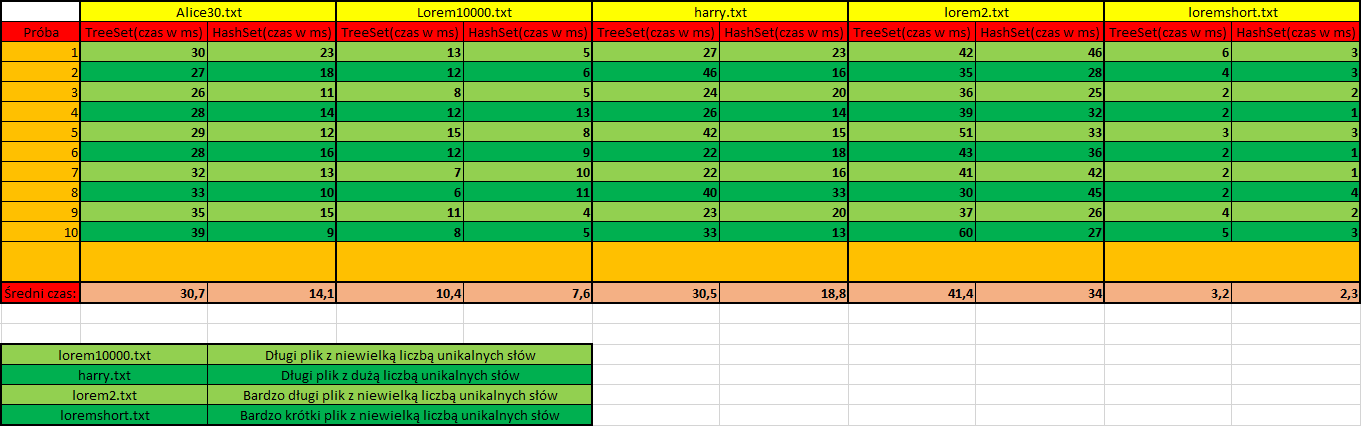 Alice30.txt Lorem10000.txt harry.txt lorem2.txt loremshort.txt
Próba TreeSet(czas w ms) HashSet(czas w ms) TreeSet(czas w ms) HashSet(czas w ms) TreeSet(czas w ms) HashSet(czas w ms) TreeSet(czas w ms) HashSet(czas w ms) TreeSet(czas w ms) HashSet(czas w ms)
1 30 23 13 5 27 23 42 46 6 3
2 27 18 12 6 46 16 35 28 4 3
3 26 11 8 5 24 20 36 25 2 2
4 28 14 12 13 26 14 39 32 2 1
5 29 12 15 8 42 15 51 33 3 3
6 28 16 12 9 22 18 43 36 2 1
7 32 13 7 10 22 16 41 42 2 1
8 33 10 6 11 40 33 30 45 2 4
9 35 15 11 4 23 20 37 26 4 2
10 39 9 8 5 33 13 60 27 5 3
Średni czas: 30,7 14,1 10,4 7,6 30,5 18,8 41,4 34 3,2 2,3
lorem10000.txt Długi plik z niewielką liczbą unikalnych słów
harry.txt Długi plik z dużą liczbą unikalnych słów
lorem2.txt Bardzo długi plik z niewielką liczbą unikalnych słów
loremshort.txt Bardzo krótki plik z niewielką liczbą unikalnych słów